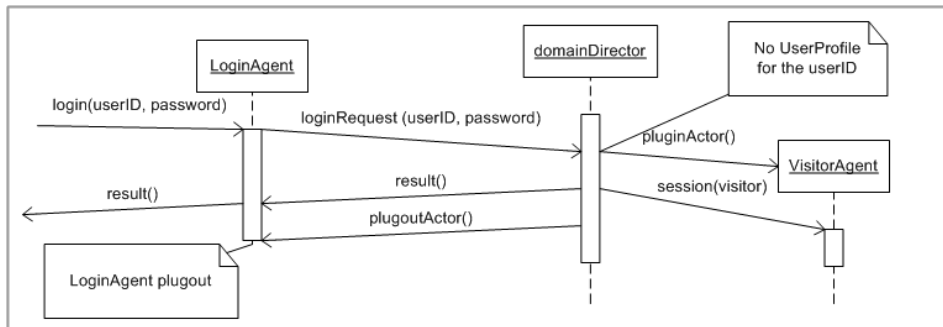 No UserProfile
for the userID
LoginAgent
domainDirector
login(userID, password)
loginRequest (userID, password)
pluginActor()
VisitorAgent
result()
result()
session(visitor)
plugoutActor()
LoginAgent plugout